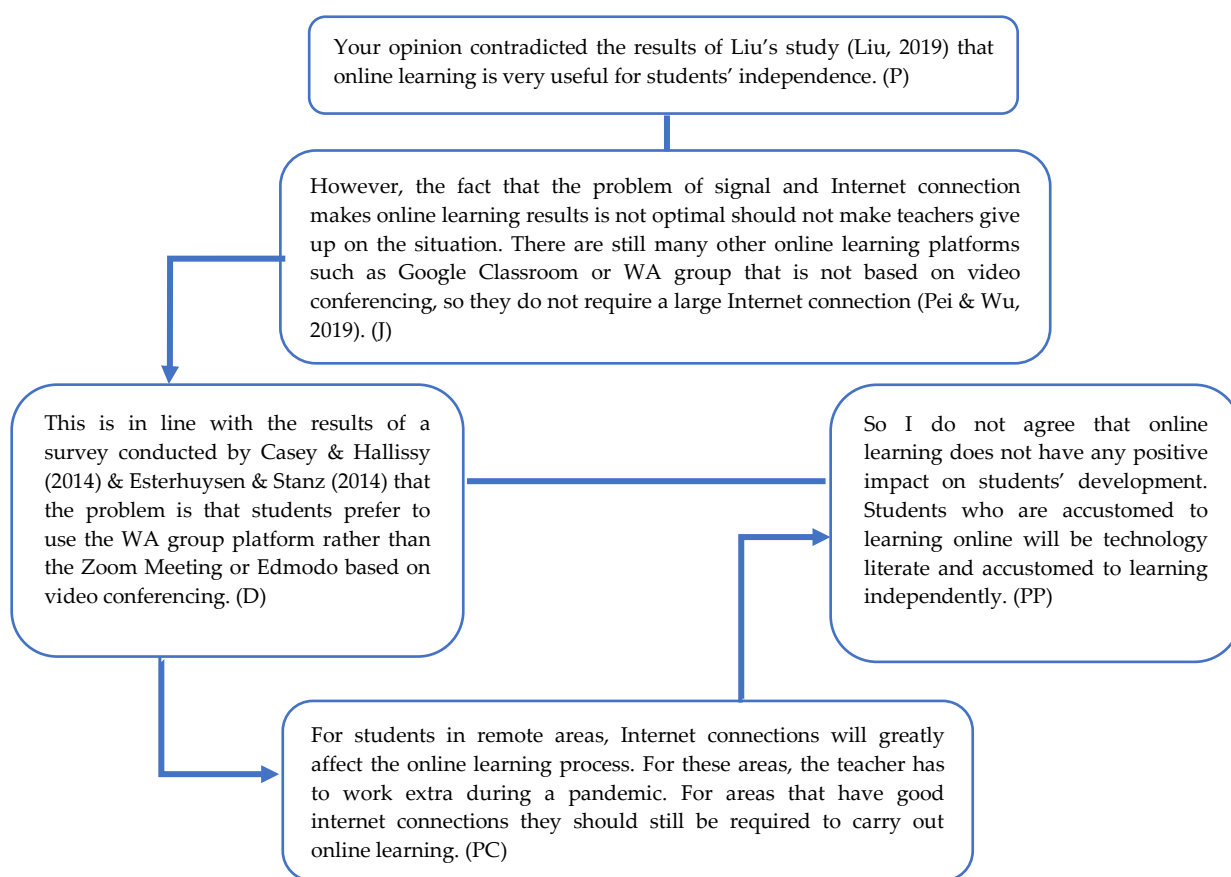 Your opinion contradicted the results of Liu’s study (Liu, 2019) that
online learning is very useful for students’ independence. (P)
However, the fact that the problem of signal and Internet connection
makes online learning results is not optimal should not make teachers give
up on the situation. There are still many other online learning platforms
such as Google Classroom or WA group that is not based on video
conferencing, so they do not require a large Internet connection (Pei & Wu,
2019). (J)
This is in line with the results of a
survey conducted by Casey & Hallissy
(2014) & Esterhuysen & Stanz (2014) that
the problem is that students prefer to
use the WA group platform rather than
the Zoom Meeting or Edmodo based on
video conferencing. (D)
So I do not agree that online
learning does not have any positive
impact on students’ development.
Students who are accustomed to
learning online will be technology
literate and accustomed to learning
independently. (PP)
For students in remote areas, Internet connections will greatly
affect the online learning process. For these areas, the teacher has
to work extra during a pandemic. For areas that have good
internet connections they should still be required to carry out
online learning. (PC)